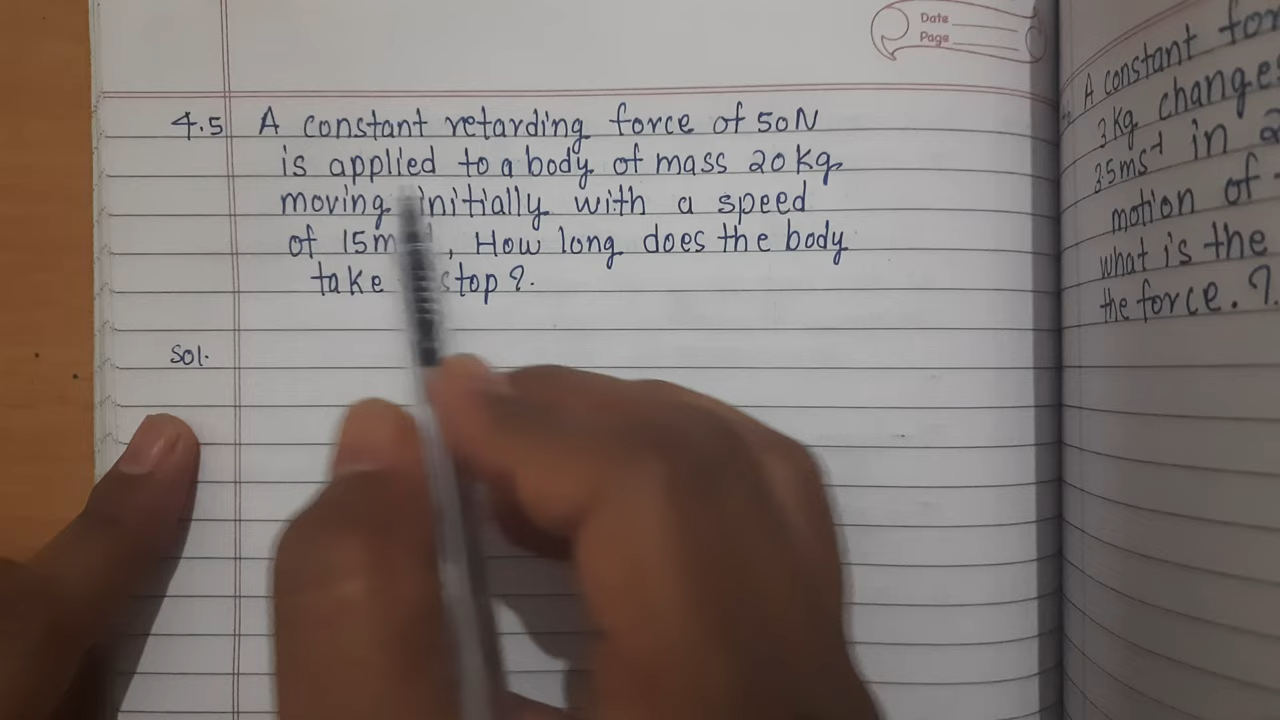 Date
Page
4.5 A constant retarding force of 50N
is applied to a body of mass 20kg
moving initially with a speed
of 15m , How long does the body
take stop?.
Sol.
A constant for
3kg changes
3.5ms⁻¹ in 2
motion of
what is the
the force.?